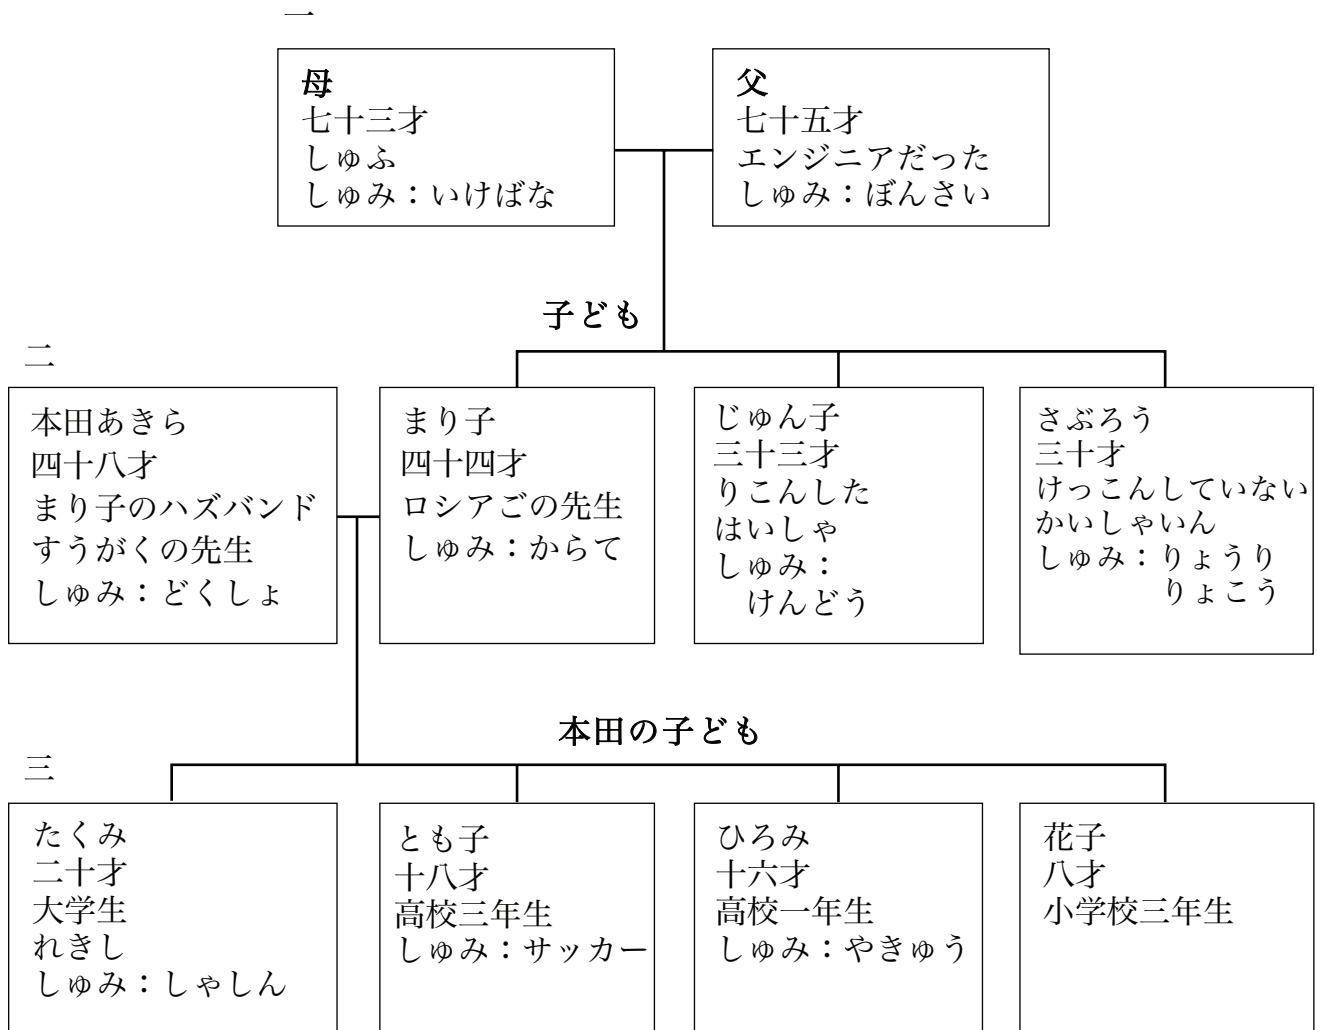 一
母
七十三才
しゅふ
しゅみ：いけばな
父
七十五才
エンジニアだった
しゅみ：ぼんさい
子ども
二
本田あきら
四十八才
まり子のハズバンド
すうがくの先生
しゅみ：どくしょ
まり子
四十四才
ロシアごの先生
しゅみ：からて
じゅん子
三十三才
りこんした
はいしゃ
しゅみ：
けんどう
さぶろう
三十才
けっこんしていない
かいしゃいん
しゅみ：りょうり
りょこう
本田の子ども
三
たくみ
二十才
大学生
れきし
しゅみ：しゃしん
とも子
十八才
高校三年生
しゅみ：サッカー
ひろみ
十六才
高校一年生
しゅみ：やきゅう
花子
八才
小学校三年生